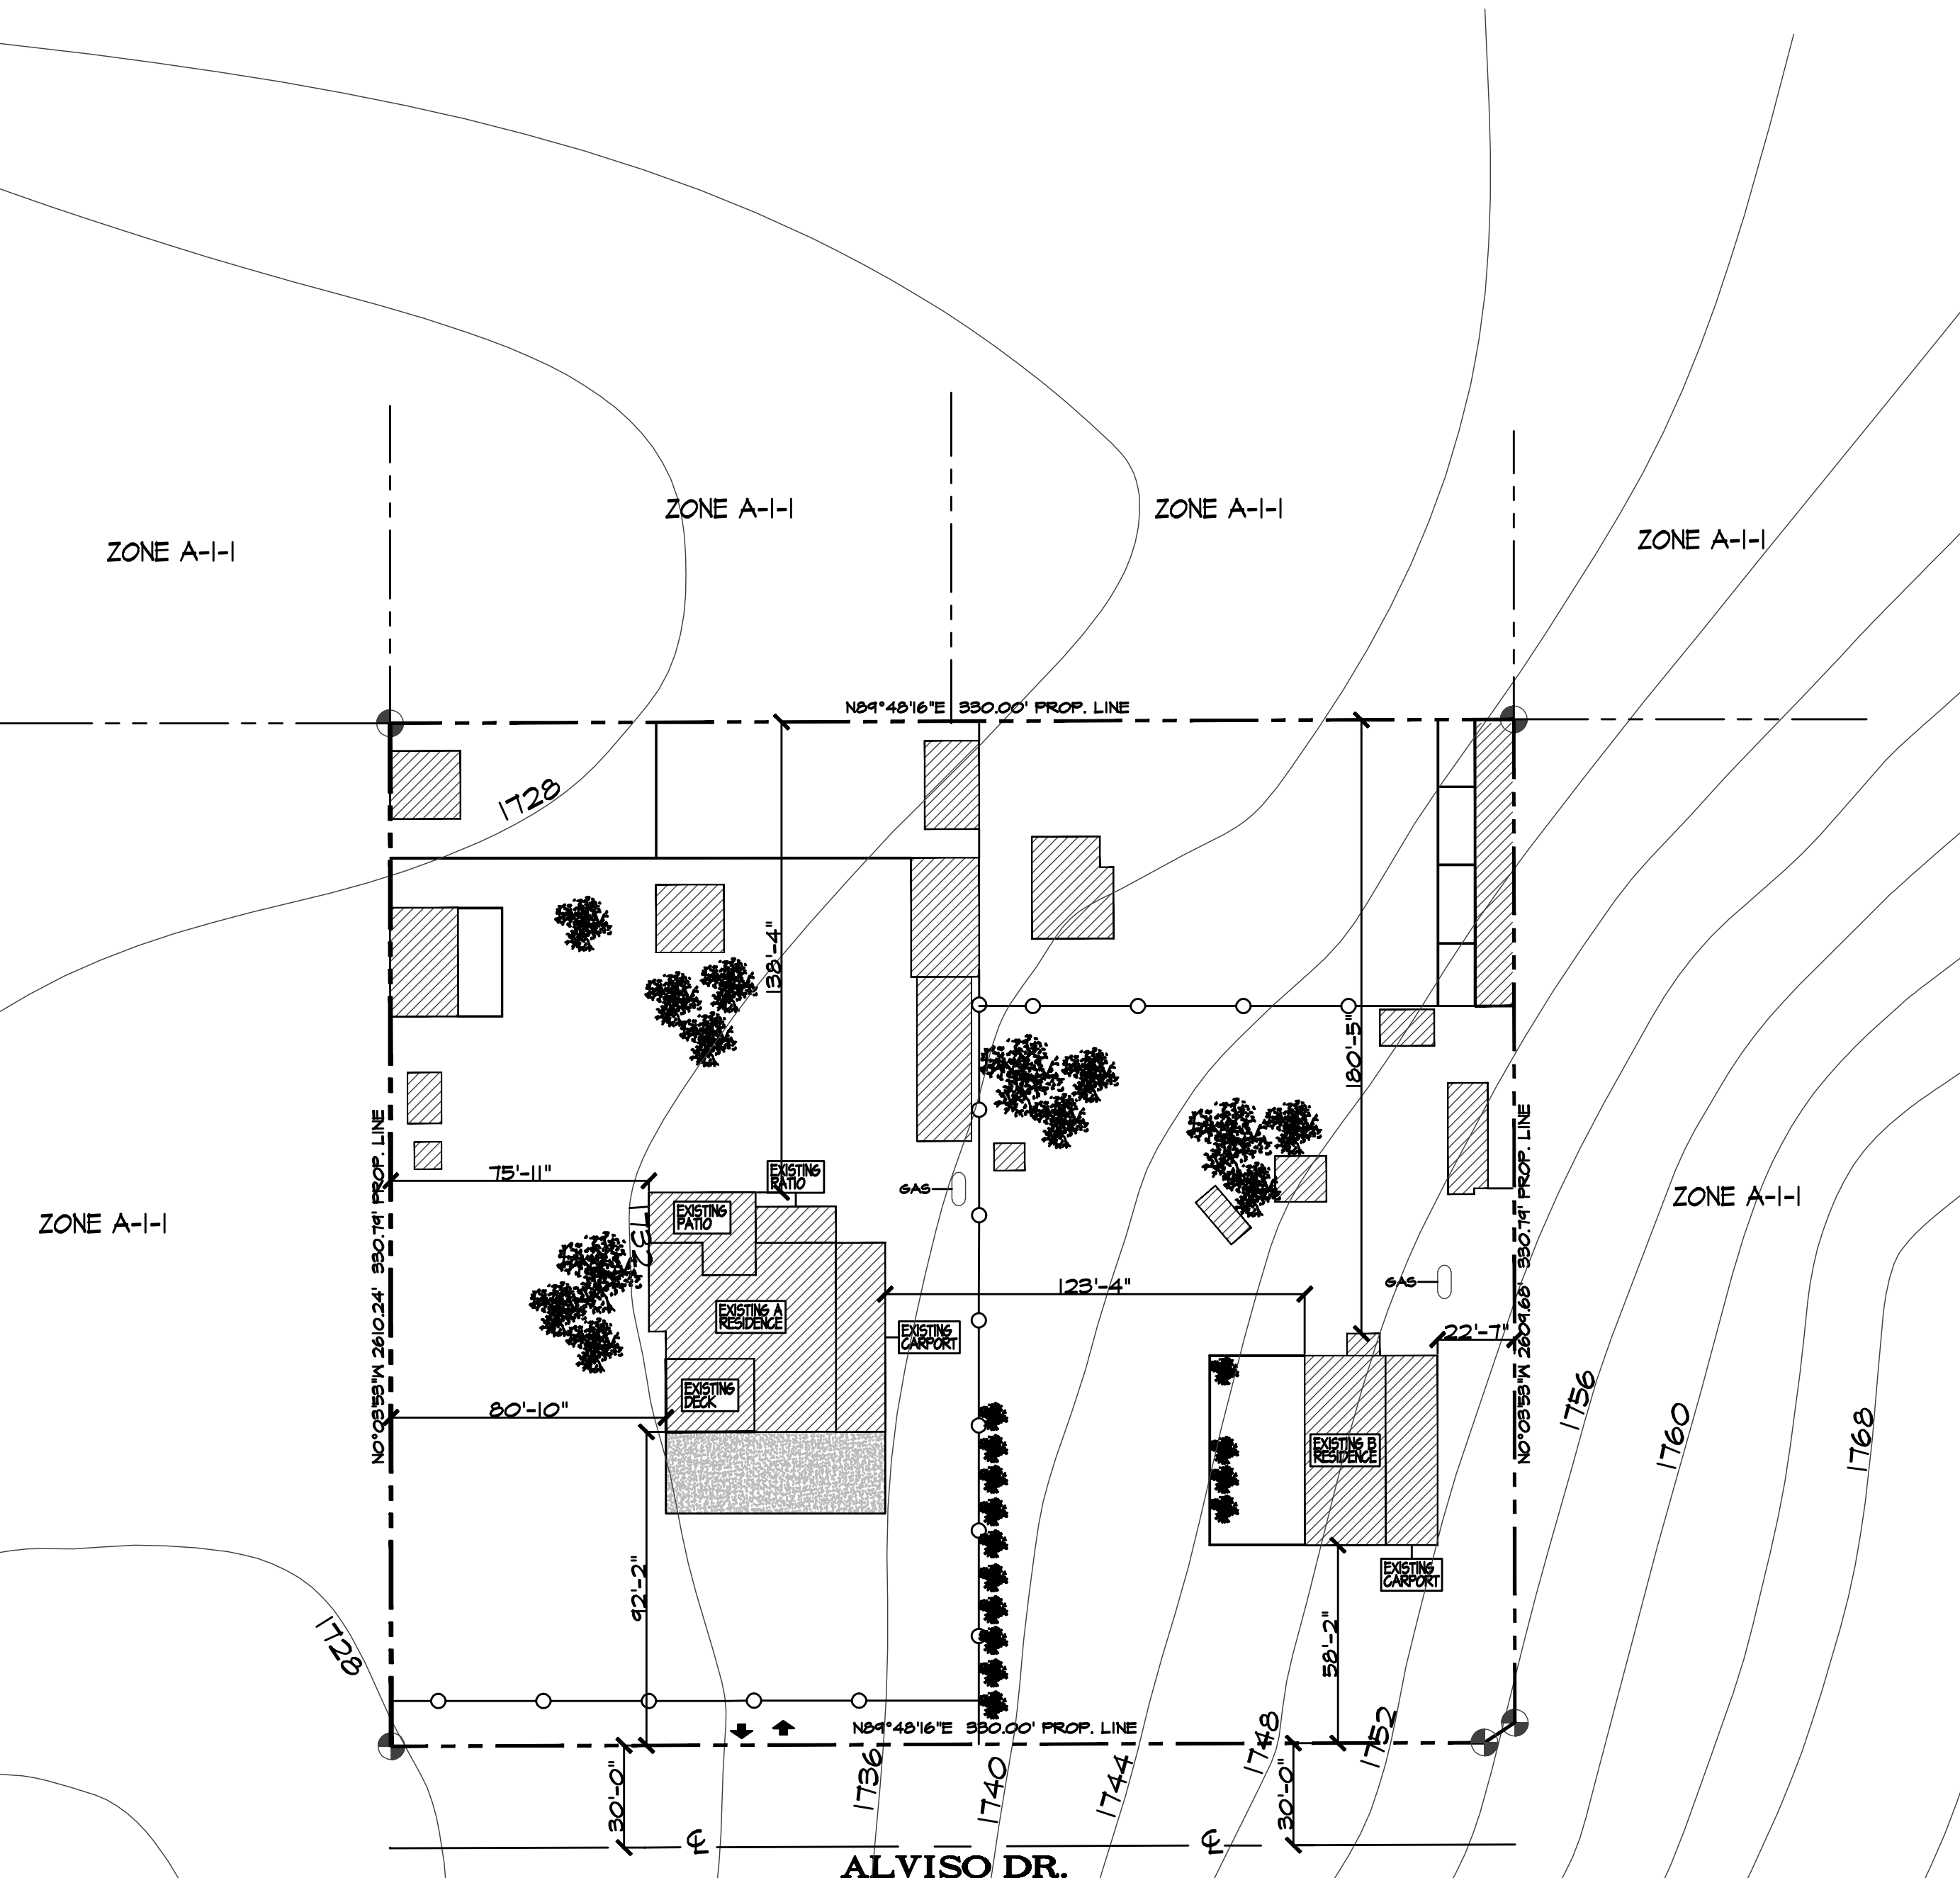 ZONE A-1-1
ZONE A-1-1
ZONE A-1-1
ZONE A-1-1
N89°48'16"E 330.00' PROP. LINE
1728
138'-4"
180'-5"
75'-11"
EXISTING
PATIO
GAS
EXISTING
PATIO
1732
ZONE A-1-1
N0°03'53"W 2610.24' 330.79' PROP. LINE
ZONE A-1-1
N0°03'53"W 2609.68' 330.79' PROP. LINE
GAS
123'-4"
EXISTING A
RESIDENCE
EXISTING
CARPORT
22'-7"
EXISTING
DECK
80'-10"
1756
1760
1768
EXISTING B
RESIDENCE
EXISTING
CARPORT
92'-2"
58'-2"
1728
N89°48'16"E 330.00' PROP. LINE
1736
1740
1744
1748
1752
30'-0"
30'-0"
ALVISO DR.